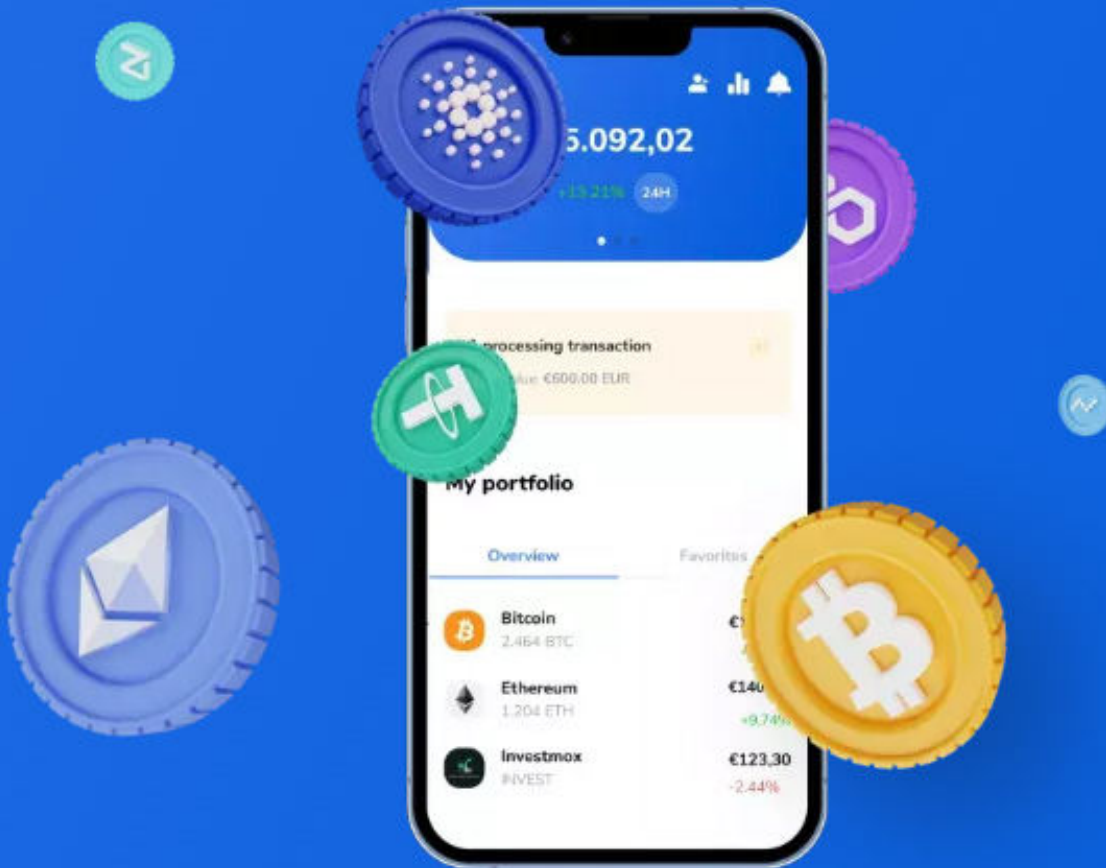 5.092,02
+13.21% 24H
processing transaction
€600.00 EUR
My portfolio
Overview Favorites
Bitcoin
2.464 BTC
Ethereum €140
1.204 ETH +9.74%
Investmox €123,30
INVEST -2.44%